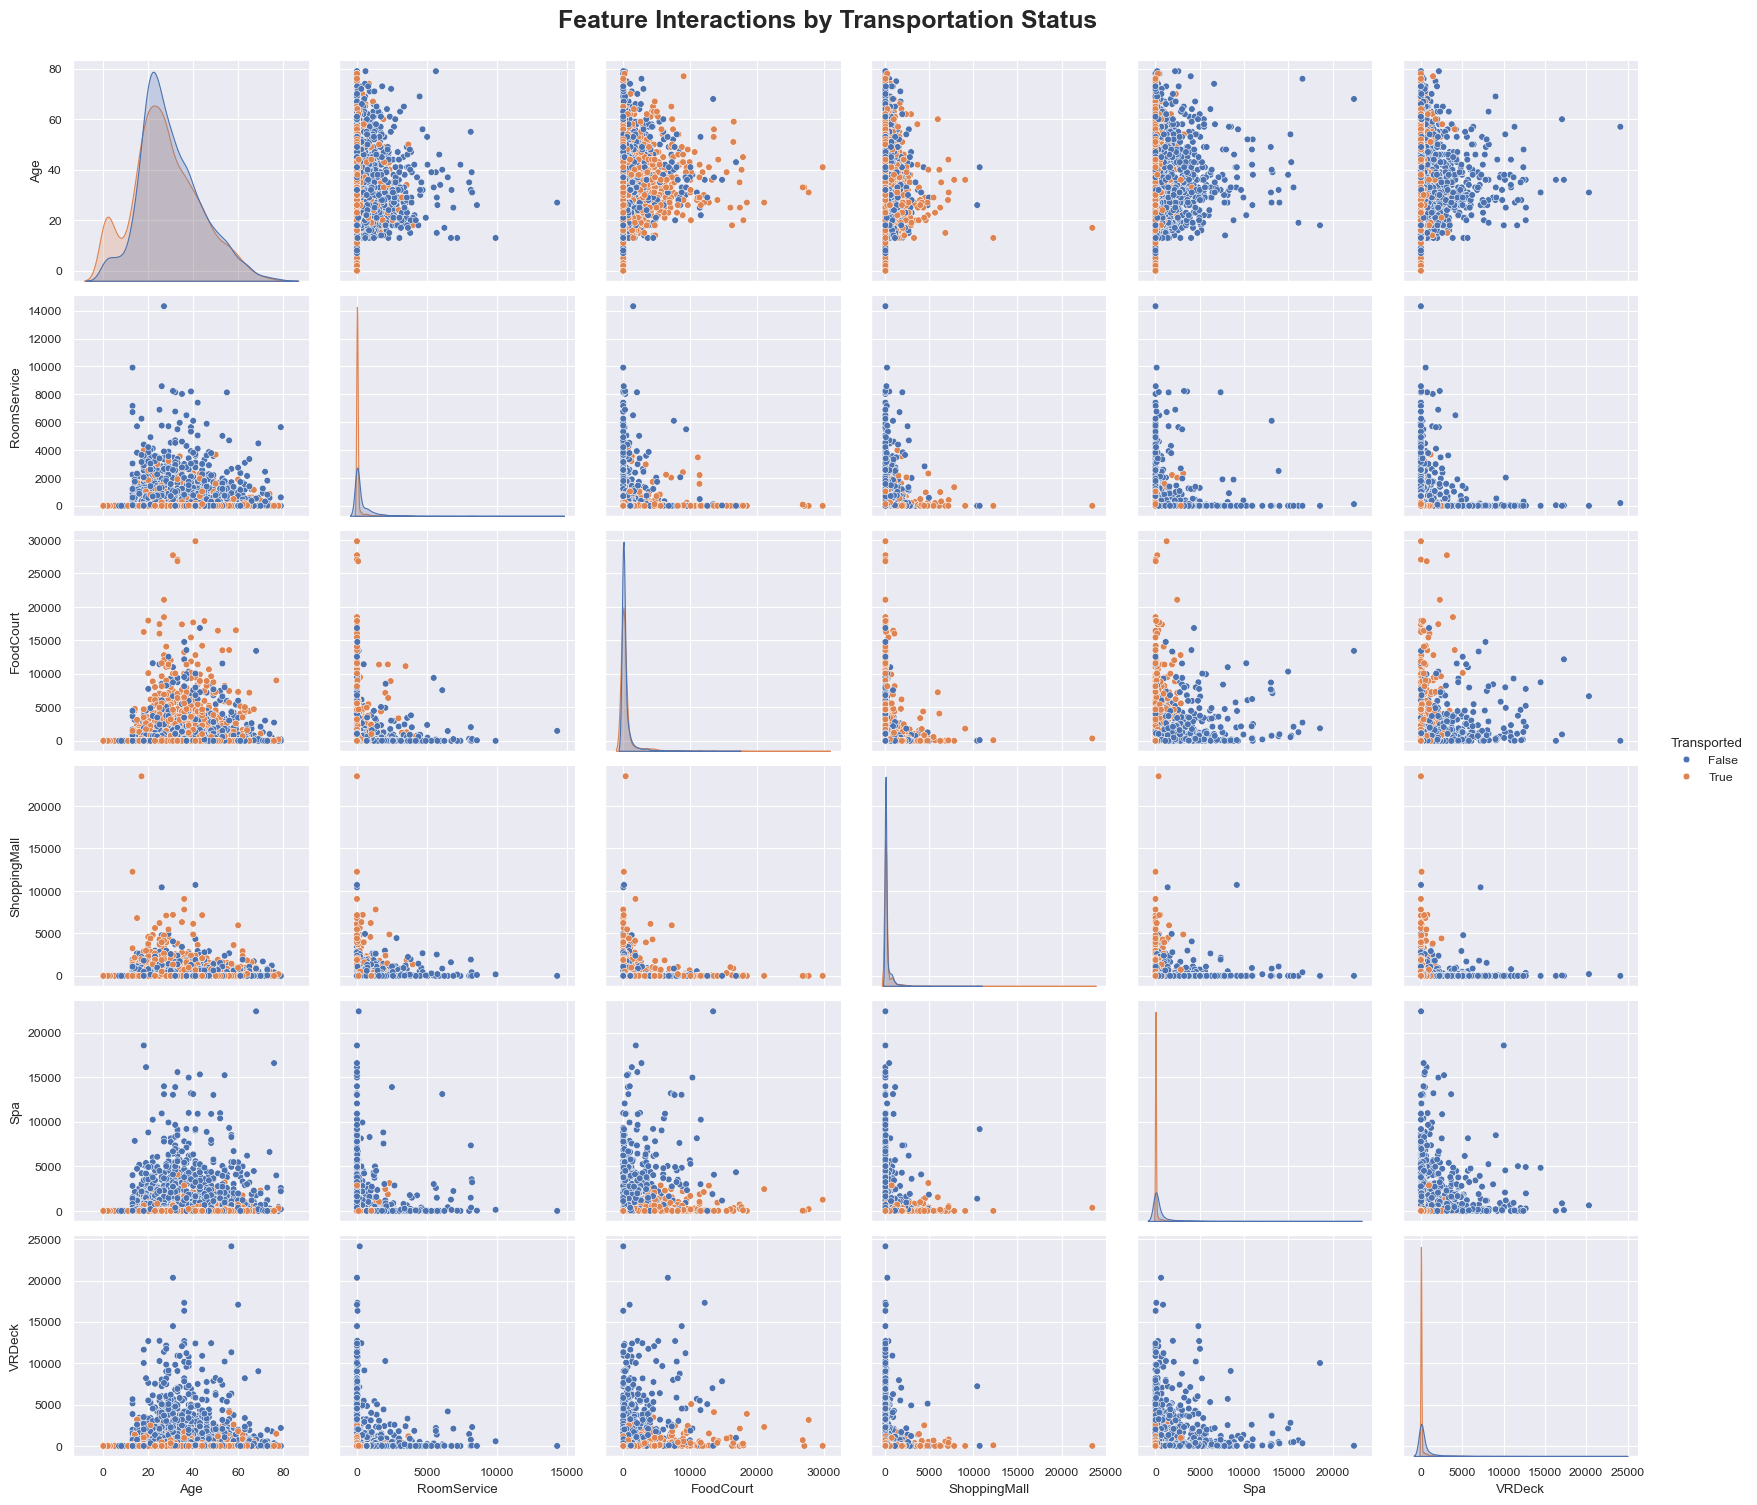 Feature Interactions by Transportation Status
80
60
40
20
0
Age
14000
12000
10000
8000
6000
4000
2000
0
RoomService
30000
25000
20000
15000
10000
5000
0
FoodCourt
Transported
False
True
20000
15000
10000
5000
0
ShoppingMall
20000
15000
10000
5000
0
Spa
25000
20000
15000
10000
5000
0
VRDeck
0 20 40 60 80
0 5000 10000 15000
0 10000 20000 30000
0 5000 10000 15000 20000 25000
0 5000 10000 15000 20000
0 5000 10000 15000 20000 25000
Age
RoomService
FoodCourt
ShoppingMall
Spa
VRDeck